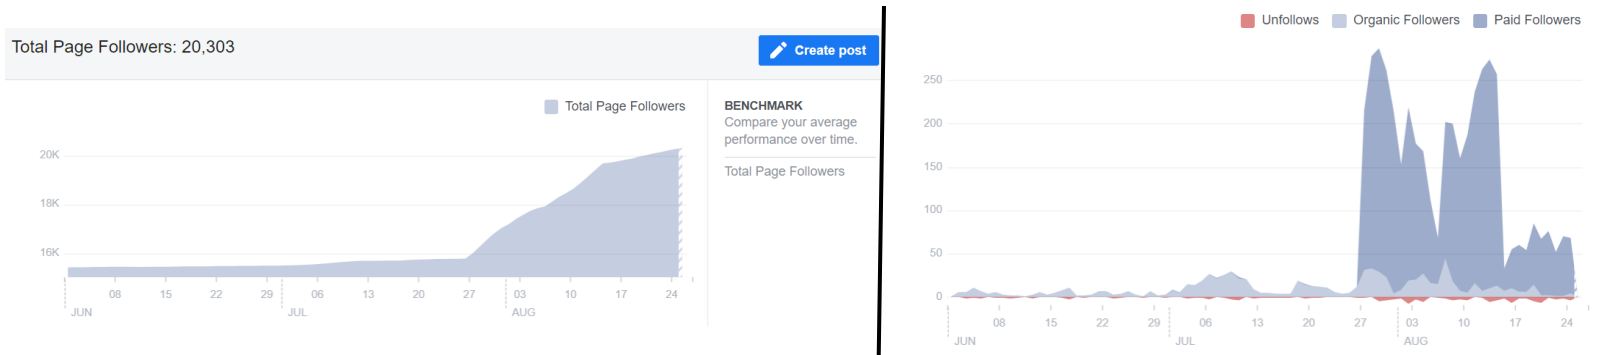 Total Page Followers: 20,303
Create post
Total Page Followers
BENCHMARK
Compare your average
performance over time.
Total Page Followers
20K
18K
16K
08 15 22 29 06 13 20 27 03 10 17 24
JUN JUL AUG
Unfollows Organic Followers Paid Followers
250
200
150
100
50
0
08 15 22 29 06 13 20 27 03 10 17 24
JUN JUL AUG